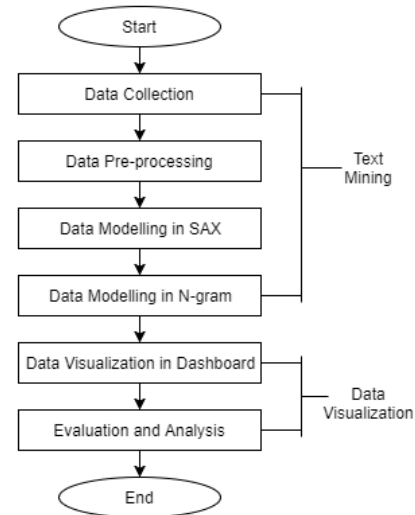 Start
Data Collection
Data Pre-processing
Text
Mining
Data Modelling in SAX
Data Modelling in N-gram
Data Visualization in Dashboard
Data
Visualization
Evaluation and Analysis
End